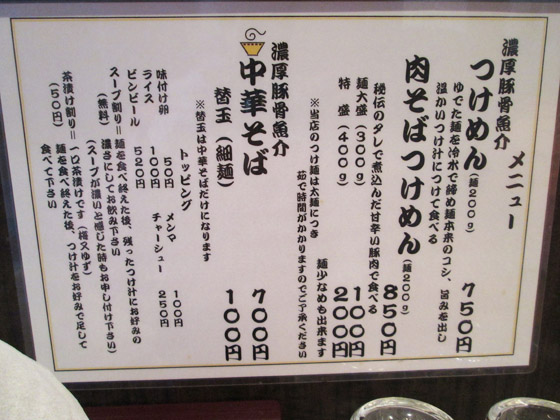 メニュー
濃厚豚骨魚介
つけめん(麺200g) 750円
ゆでた麺を冷水で締め麺本来のコシ、旨みを出し
温かいつけ汁につけて食べる
肉そばつけめん(麺200g) 850円
秘伝のタレで煮込んだ甘辛い豚肉で食べる
麺大盛(300g) 100円
特 盛(400g) 200円
麺少なめも出来ます
※当店のつけ麺は太麺につき
茹で時間がかかりますのでご了承ください
濃厚豚骨魚介
中華そば 700円
替玉(細麺) 100円
※替玉は中華そばだけになります
トッピング
味付け卵 50円
ライス 100円
ビンビール 520円
メンマ 100円
チャーシュー 250円
スープ割り=麺を食べ終えた後、残ったつけ汁にお好みの
(無料) 濃さにしてお飲み下さい
(スープが濃いと感じた時もお申し付け下さい)
茶漬け割り=一口茶漬けです(梅又ゆず)
(50円) 麺を食べ終えた後、つけ汁をお好みで足して
食べて下さい